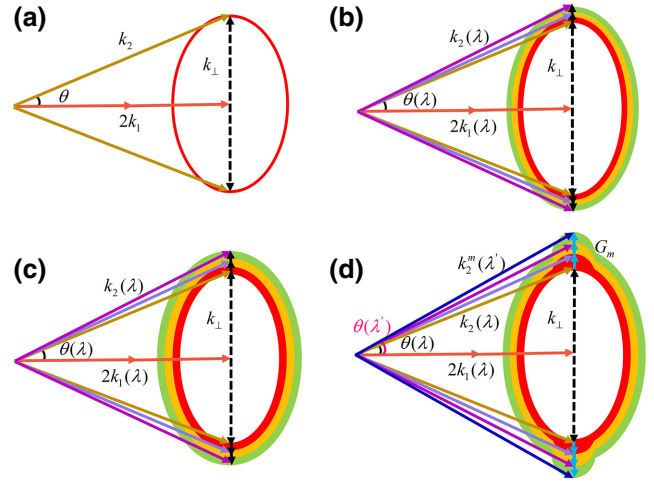 (a)
k₂
θ
k⊥
2k₁
(b)
k₂(λ)
θ(λ)
k⊥
2k₁(λ)
(c)
k₂(λ)
θ(λ)
k⊥
2k₁(λ)
(d)
Gₘ
k₂ᵐ(λ')
θ(λ')
k₂(λ)
θ(λ)
k⊥
2k₁(λ)